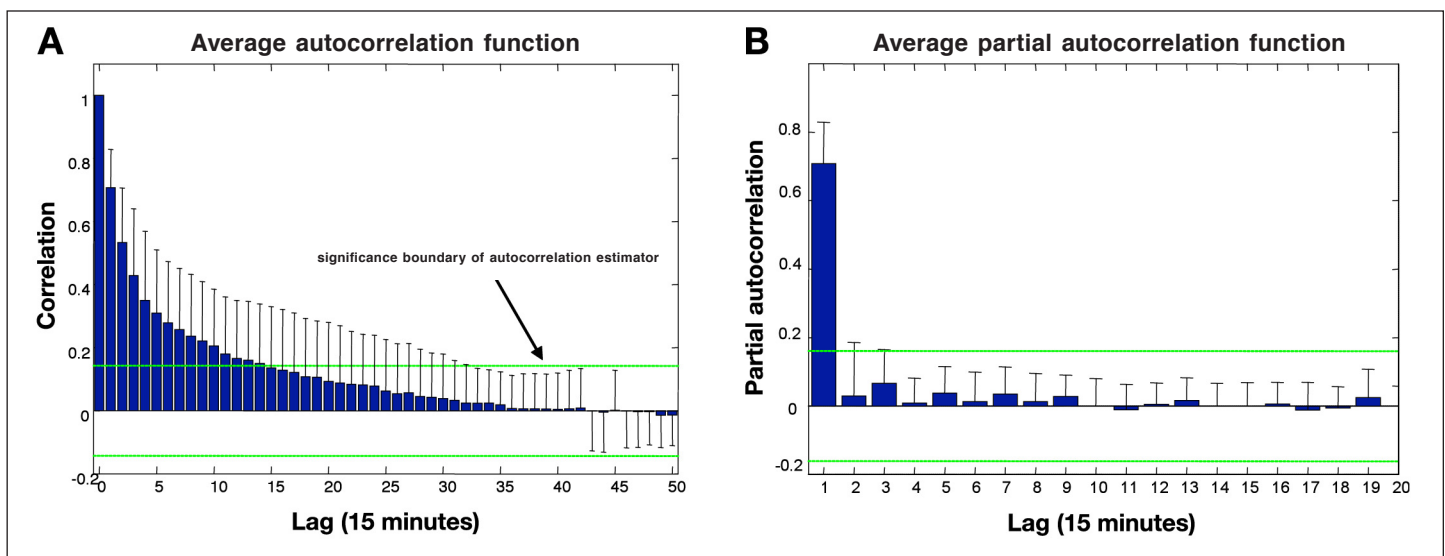 A
Average autocorrelation function
Correlation
1
0.8
0.6
0.4
0.2
0
-0.2
significance boundary of autocorrelation estimator
0 5 10 15 20 25 30 35 40 45 50
Lag (15 minutes)
B
Average partial autocorrelation function
Partial autocorrelation
0.8
0.6
0.4
0.2
0
-0.2
1 2 3 4 5 6 7 8 9 10 11 12 13 14 15 16 17 18 19 20
Lag (15 minutes)